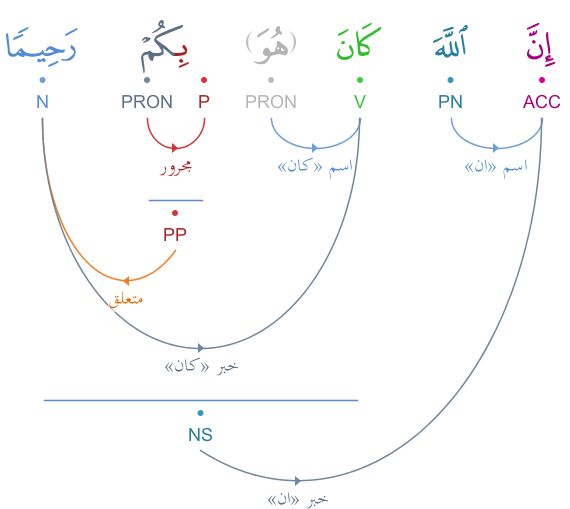 إِنَّ ٱللَّهَ كَانَ (هُوَ) بِكُمْ رَحِيمًا
ACC PN V PRON P PRON N
اسم «ان» اسم «كان» مجرور
PP
متعلق
خبر «كان»
NS
خبر «ان»